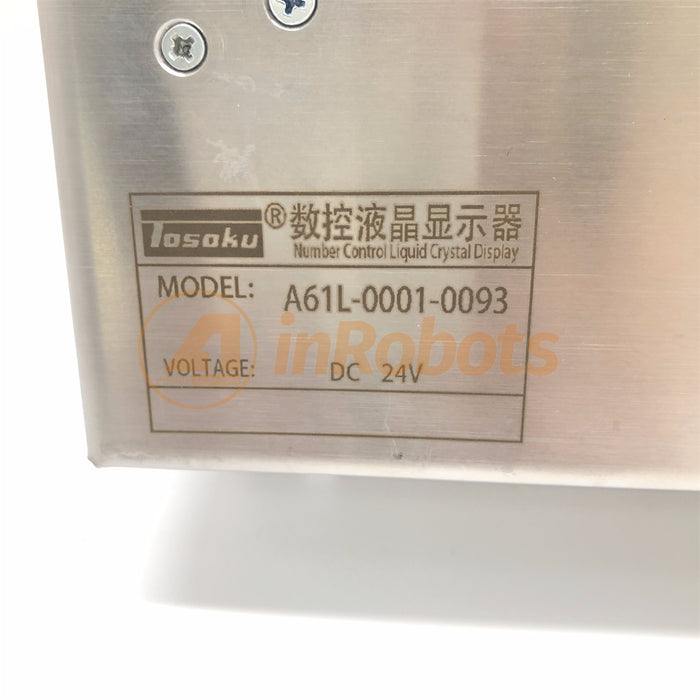 Tosoku ® 数控液晶显示器
Number Control Liquid Crystal Display
MODEL: A61L-0001-0093
inRobots
VOLTAGE: DC 24V